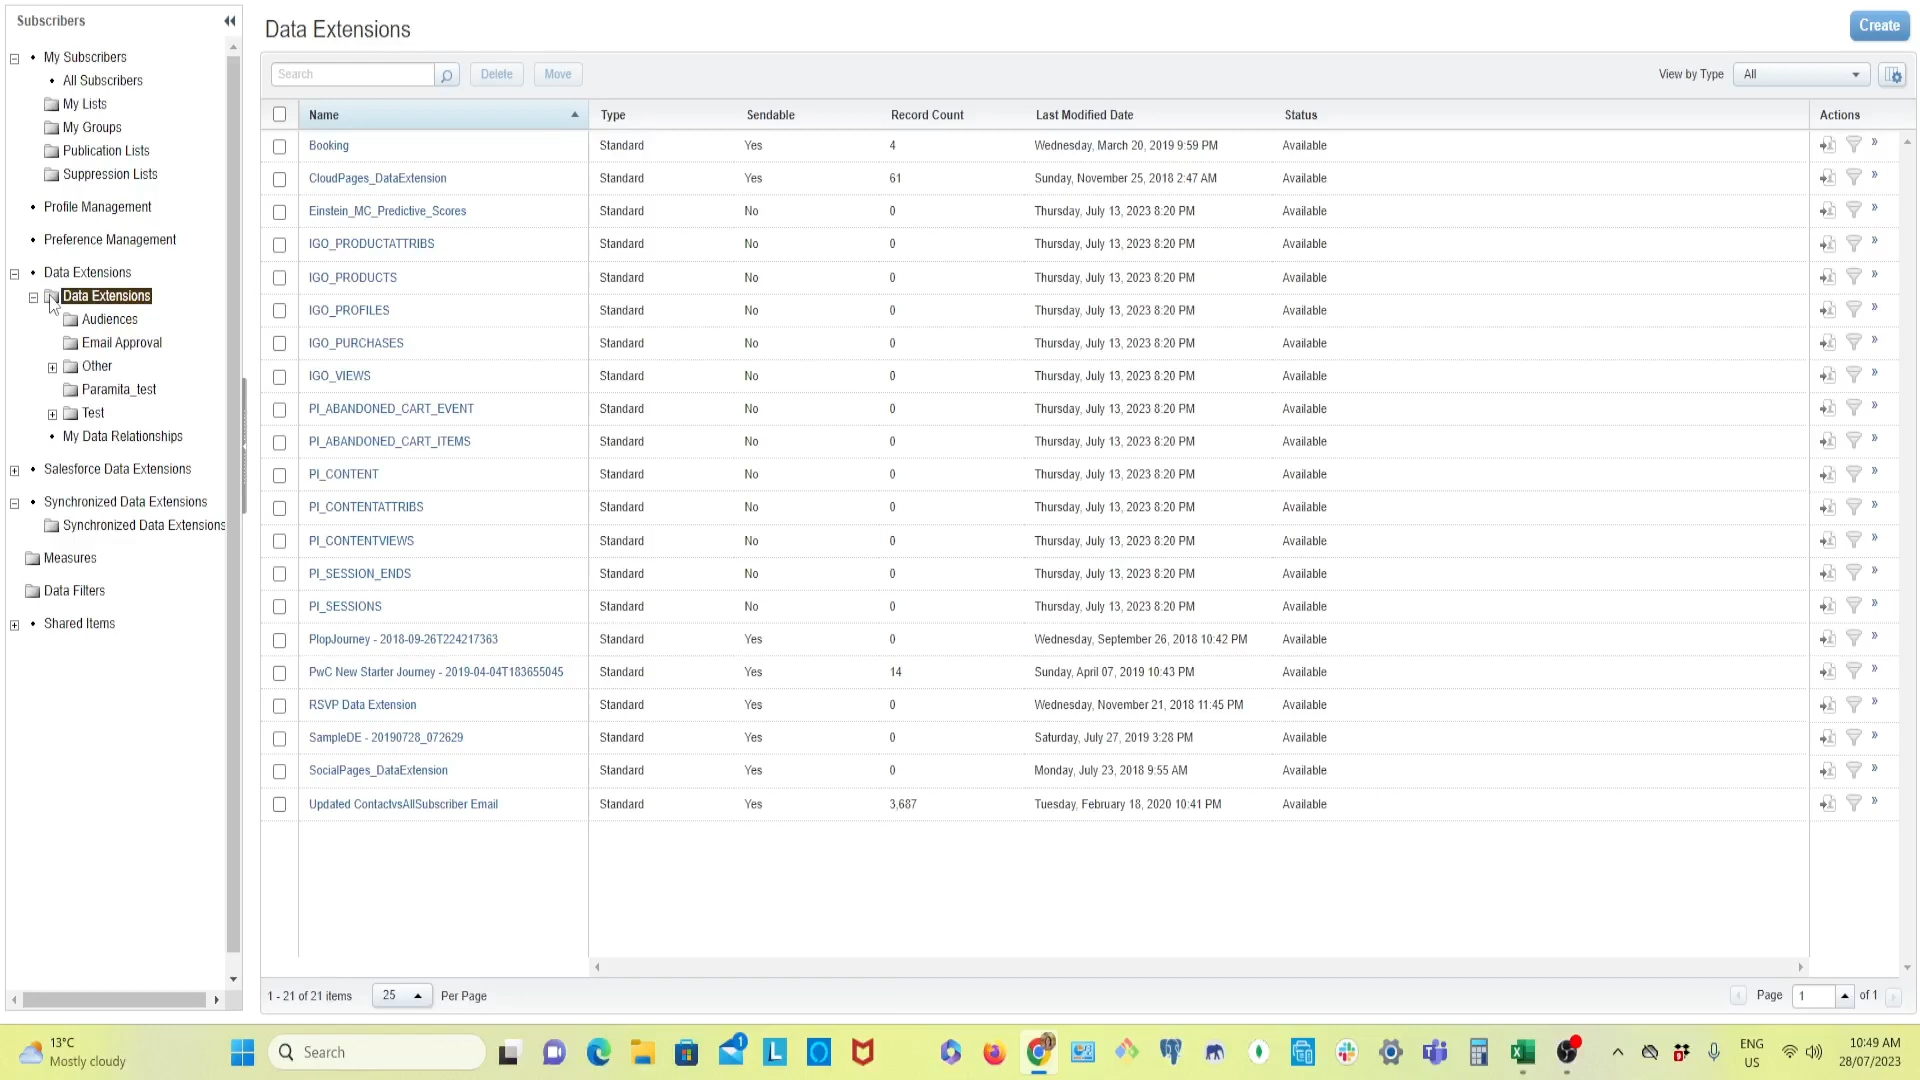 Subscribers
My Subscribers
All Subscribers
My Lists
My Groups
Publication Lists
Suppression Lists
Profile Management
Preference Management
Data Extensions
Data Extensions
Audiences
Email Approval
Other
Paramita_test
Test
My Data Relationships
Salesforce Data Extensions
Synchronized Data Extensions
Synchronized Data Extensions
Measures
Data Filters
Shared Items
Data Extensions
Create
Search Delete Move View by Type All
Name Type Sendable Record Count Last Modified Date Status Actions
Booking Standard Yes 4 Wednesday, March 20, 2019 9:59 PM Available
CloudPages_DataExtension Standard Yes 61 Sunday, November 25, 2018 2:47 AM Available
Einstein_MC_Predictive_Scores Standard No 0 Thursday, July 13, 2023 8:20 PM Available
IGO_PRODUCTATTRIBS Standard No 0 Thursday, July 13, 2023 8:20 PM Available
IGO_PRODUCTS Standard No 0 Thursday, July 13, 2023 8:20 PM Available
IGO_PROFILES Standard No 0 Thursday, July 13, 2023 8:20 PM Available
IGO_PURCHASES Standard No 0 Thursday, July 13, 2023 8:20 PM Available
IGO_VIEWS Standard No 0 Thursday, July 13, 2023 8:20 PM Available
PI_ABANDONED_CART_EVENT Standard No 0 Thursday, July 13, 2023 8:20 PM Available
PI_ABANDONED_CART_ITEMS Standard No 0 Thursday, July 13, 2023 8:20 PM Available
PI_CONTENT Standard No 0 Thursday, July 13, 2023 8:20 PM Available
PI_CONTENTATTRIBS Standard No 0 Thursday, July 13, 2023 8:20 PM Available
PI_CONTENTVIEWS Standard No 0 Thursday, July 13, 2023 8:20 PM Available
PI_SESSION_ENDS Standard No 0 Thursday, July 13, 2023 8:20 PM Available
PI_SESSIONS Standard No 0 Thursday, July 13, 2023 8:20 PM Available
PlopJourney - 2018-09-26T224217363 Standard Yes 0 Wednesday, September 26, 2018 10:42 PM Available
PwC New Starter Journey - 2019-04-04T183655045 Standard Yes 14 Sunday, April 07, 2019 10:43 PM Available
RSVP Data Extension Standard Yes 0 Wednesday, November 21, 2018 11:45 PM Available
SampleDE - 20190728_072629 Standard Yes 0 Saturday, July 27, 2019 3:28 PM Available
SocialPages_DataExtension Standard Yes 0 Monday, July 23, 2018 9:55 AM Available
Updated ContactvsAllSubscriber Email Standard Yes 3,687 Tuesday, February 18, 2020 10:41 PM Available
1 - 21 of 21 items 25 Per Page Page 1 of 1
13°C
Mostly cloudy
Search
1
L
ENG
US
10:49 AM
28/07/2023